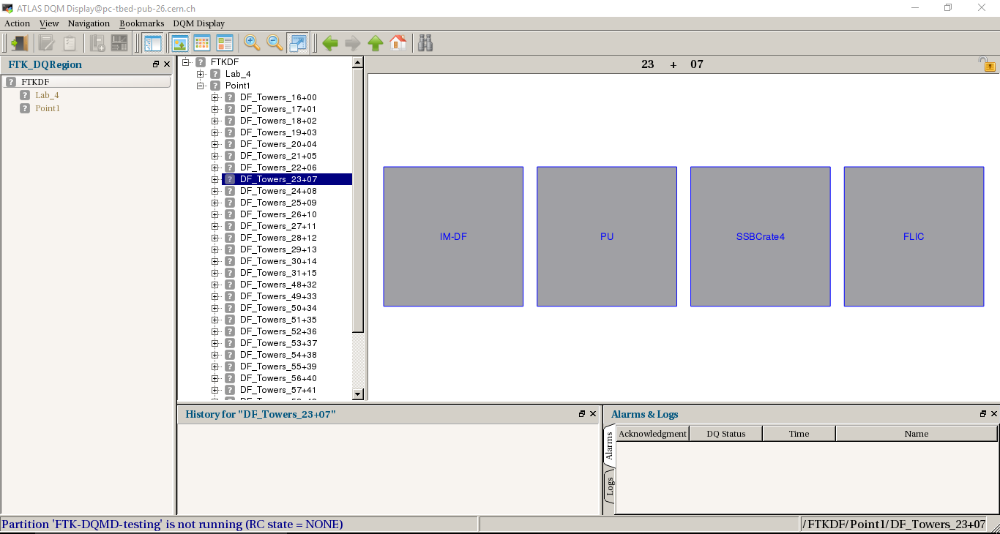 ATLAS DQM Display@pc-tbed-pub-26.cern.ch
Action View Navigation Bookmarks DQM Display
FTK_DQRegion
FTKDF
Lab_4
Point1
FTKDF
Lab_4
Point1
DF_Towers_16+00
DF_Towers_17+01
DF_Towers_18+02
DF_Towers_19+03
DF_Towers_20+04
DF_Towers_21+05
DF_Towers_22+06
DF_Towers_23+07
DF_Towers_24+08
DF_Towers_25+09
DF_Towers_26+10
DF_Towers_27+11
DF_Towers_28+12
DF_Towers_29+13
DF_Towers_30+14
DF_Towers_31+15
DF_Towers_48+32
DF_Towers_49+33
DF_Towers_50+34
DF_Towers_51+35
DF_Towers_52+36
DF_Towers_53+37
DF_Towers_54+38
DF_Towers_55+39
DF_Towers_56+40
DF_Towers_57+41
23 + 07
IM-DF PU SSBCrate4 FLIC
History for "DF_Towers_23+07"
Alarms & Logs
Alarms
Logs
Acknowledgment DQ Status Time Name
Partition 'FTK-DQMD-testing' is not running (RC state = NONE)
/FTKDF/Point1/DF_Towers_23+07